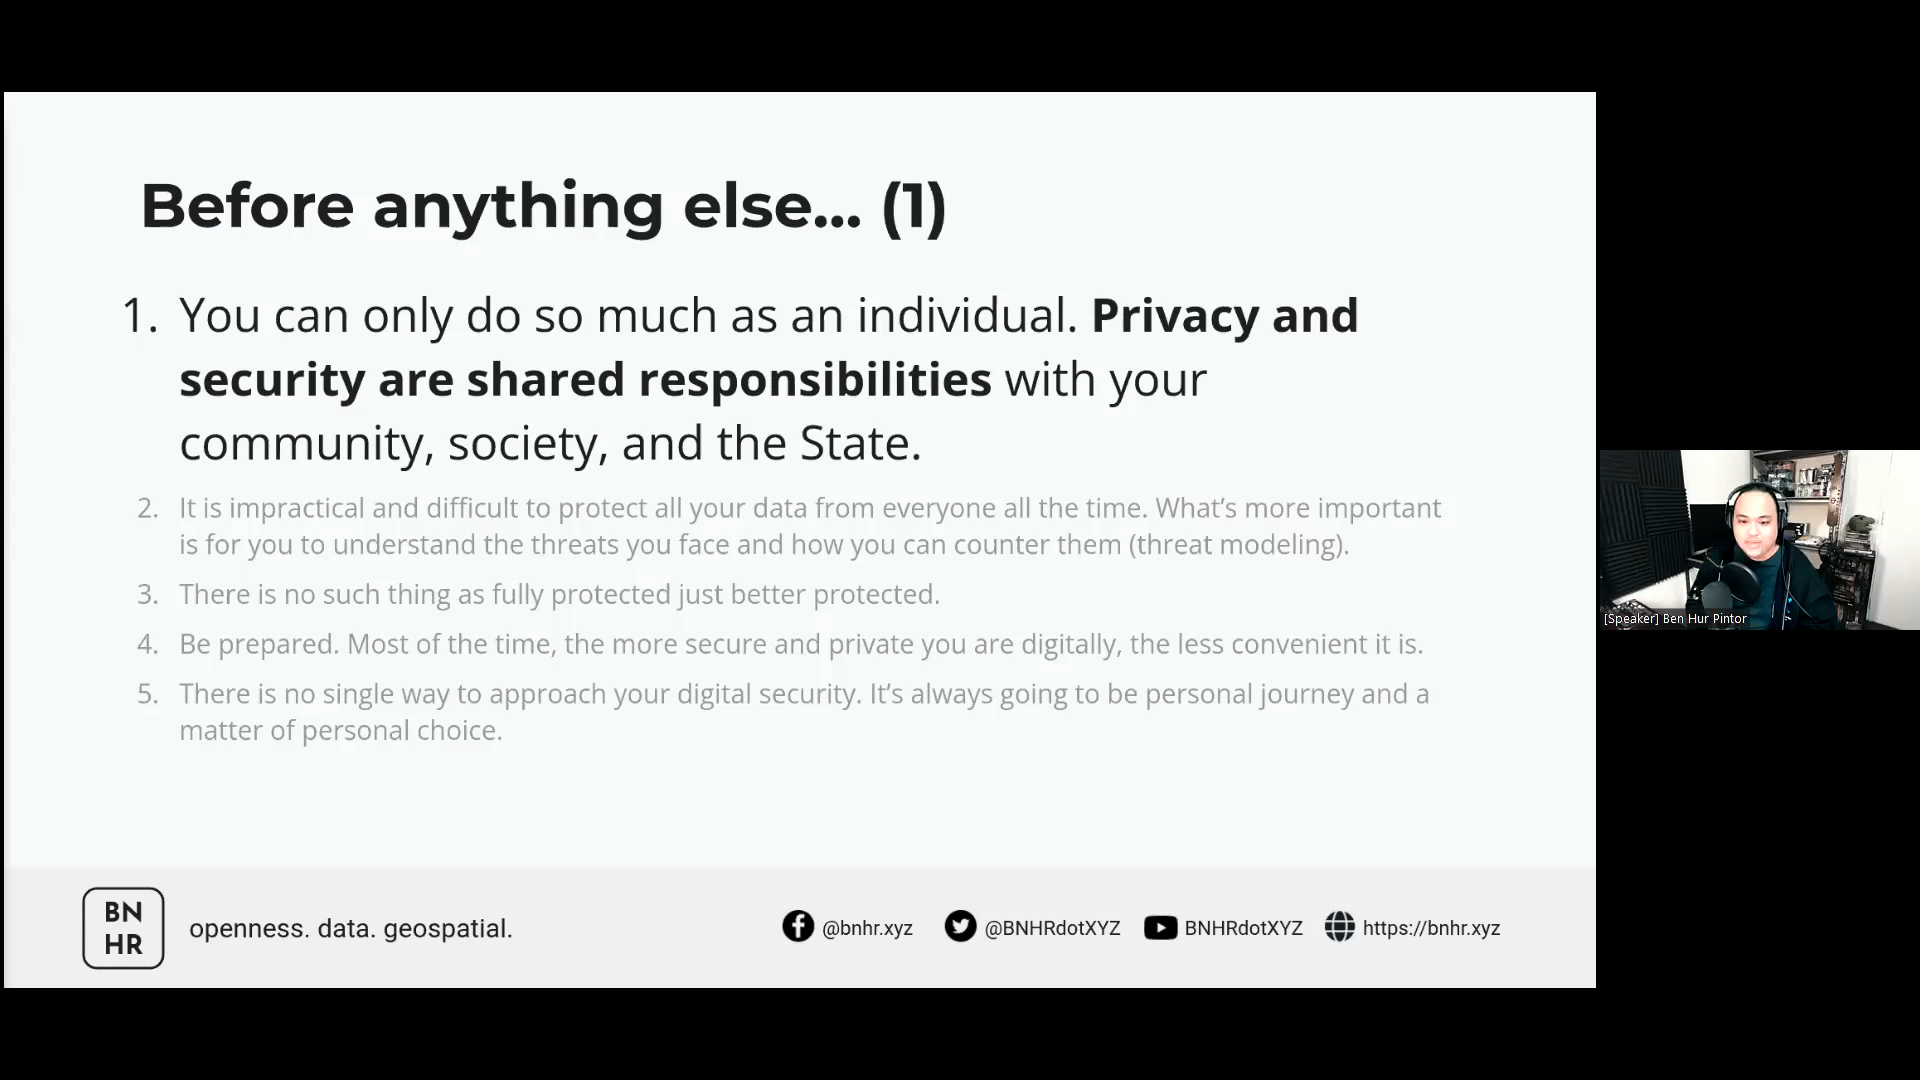 Before anything else... (1)
1. You can only do so much as an individual. Privacy and
security are shared responsibilities with your
community, society, and the State.
2. It is impractical and difficult to protect all your data from everyone all the time. What’s more important
is for you to understand the threats you face and how you can counter them (threat modeling).
3. There is no such thing as fully protected just better protected.
4. Be prepared. Most of the time, the more secure and private you are digitally, the less convenient it is.
5. There is no single way to approach your digital security. It’s always going to be personal journey and a
matter of personal choice.
[Speaker] Ben Hur Pintor
BN
HR
openness. data. geospatial.
@bnhr.xyz
@BNHRdotXYZ
BNHRdotXYZ
https://bnhr.xyz